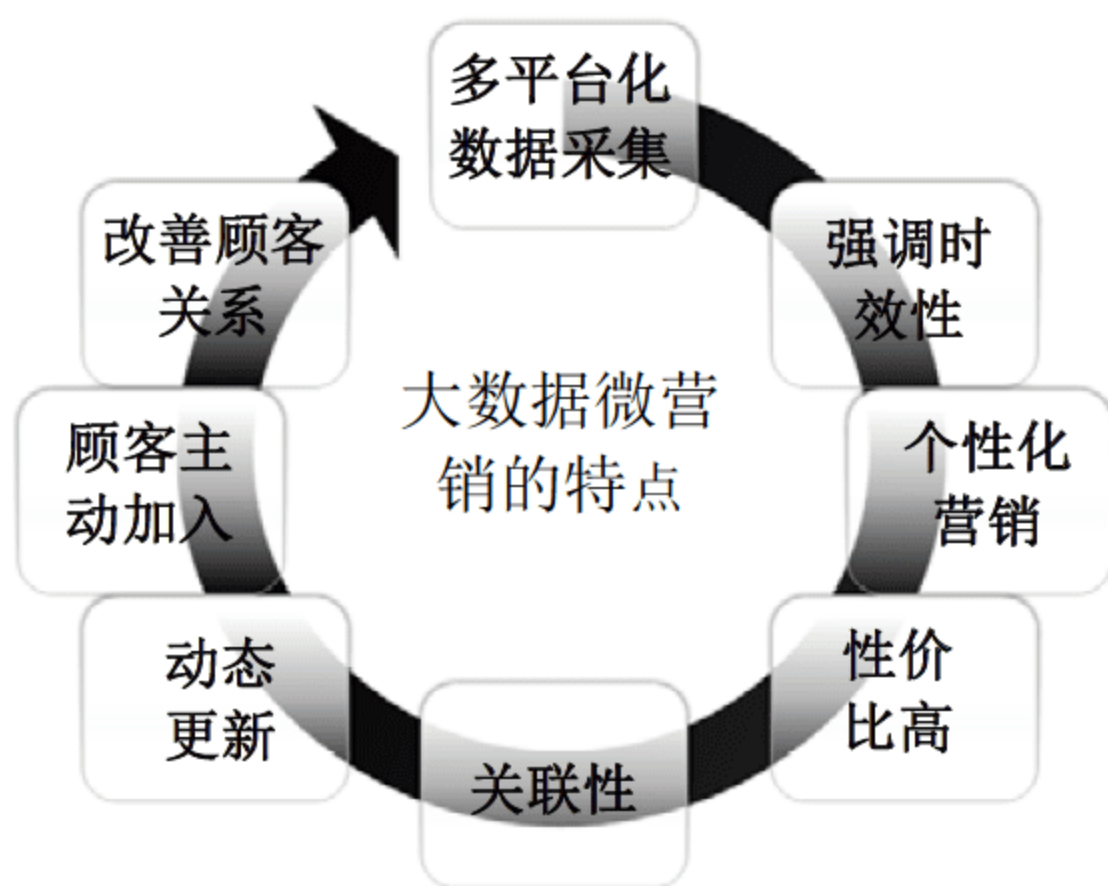 多平台化
数据采集
强调时
效性
个性化
营销
性价
比高
关联性
动态
更新
顾客主
动加入
改善顾客
关系
大数据微营
销的特点